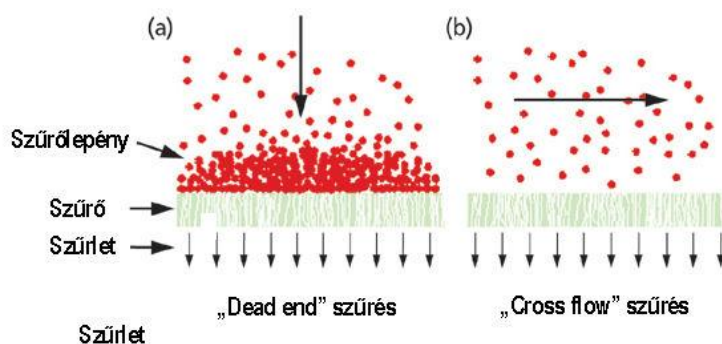 (a)
(b)
Szűrőlepény
Szűrő
Szűrlet
„Dead end” szűrés
„Cross flow” szűrés
Szűrlet